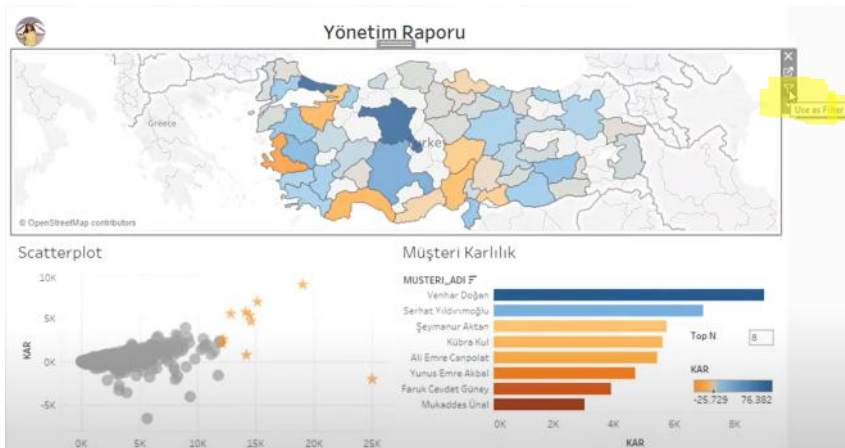 Yönetim Raporu
Greece
Turkey
Use as Filter
© OpenStreetMap contributors
Scatterplot
10K
5K
0K
-5K
KAR
0K 5K 10K 15K 20K 25K
Müşteri Karlılık
MUSTERI_ADI
Venhar Doğan
Serhat Yıldırımoğlu
Şeymanur Aktan
Kübra Kul
Ali Emre Canpolat
Yunus Emre Akbal
Faruk Cevdet Güney
Mukaddes Ünal
0K 2K 4K 6K 8K
KAR
Top N 8
KAR
-25.729 76.382